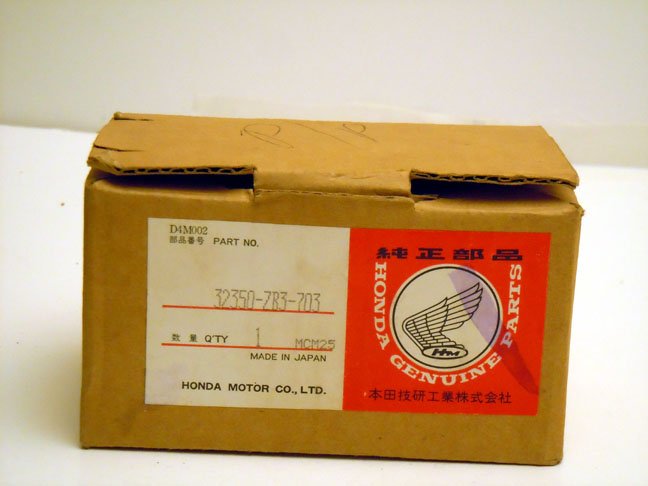 D4M002
部品番号 PART NO.
32350-ZB3-703
数量 Q'TY 1 MCM25
MADE IN JAPAN
HONDA MOTOR CO., LTD.
純正部品
HONDA GENUINE PARTS
HM
本田技研工業株式会社